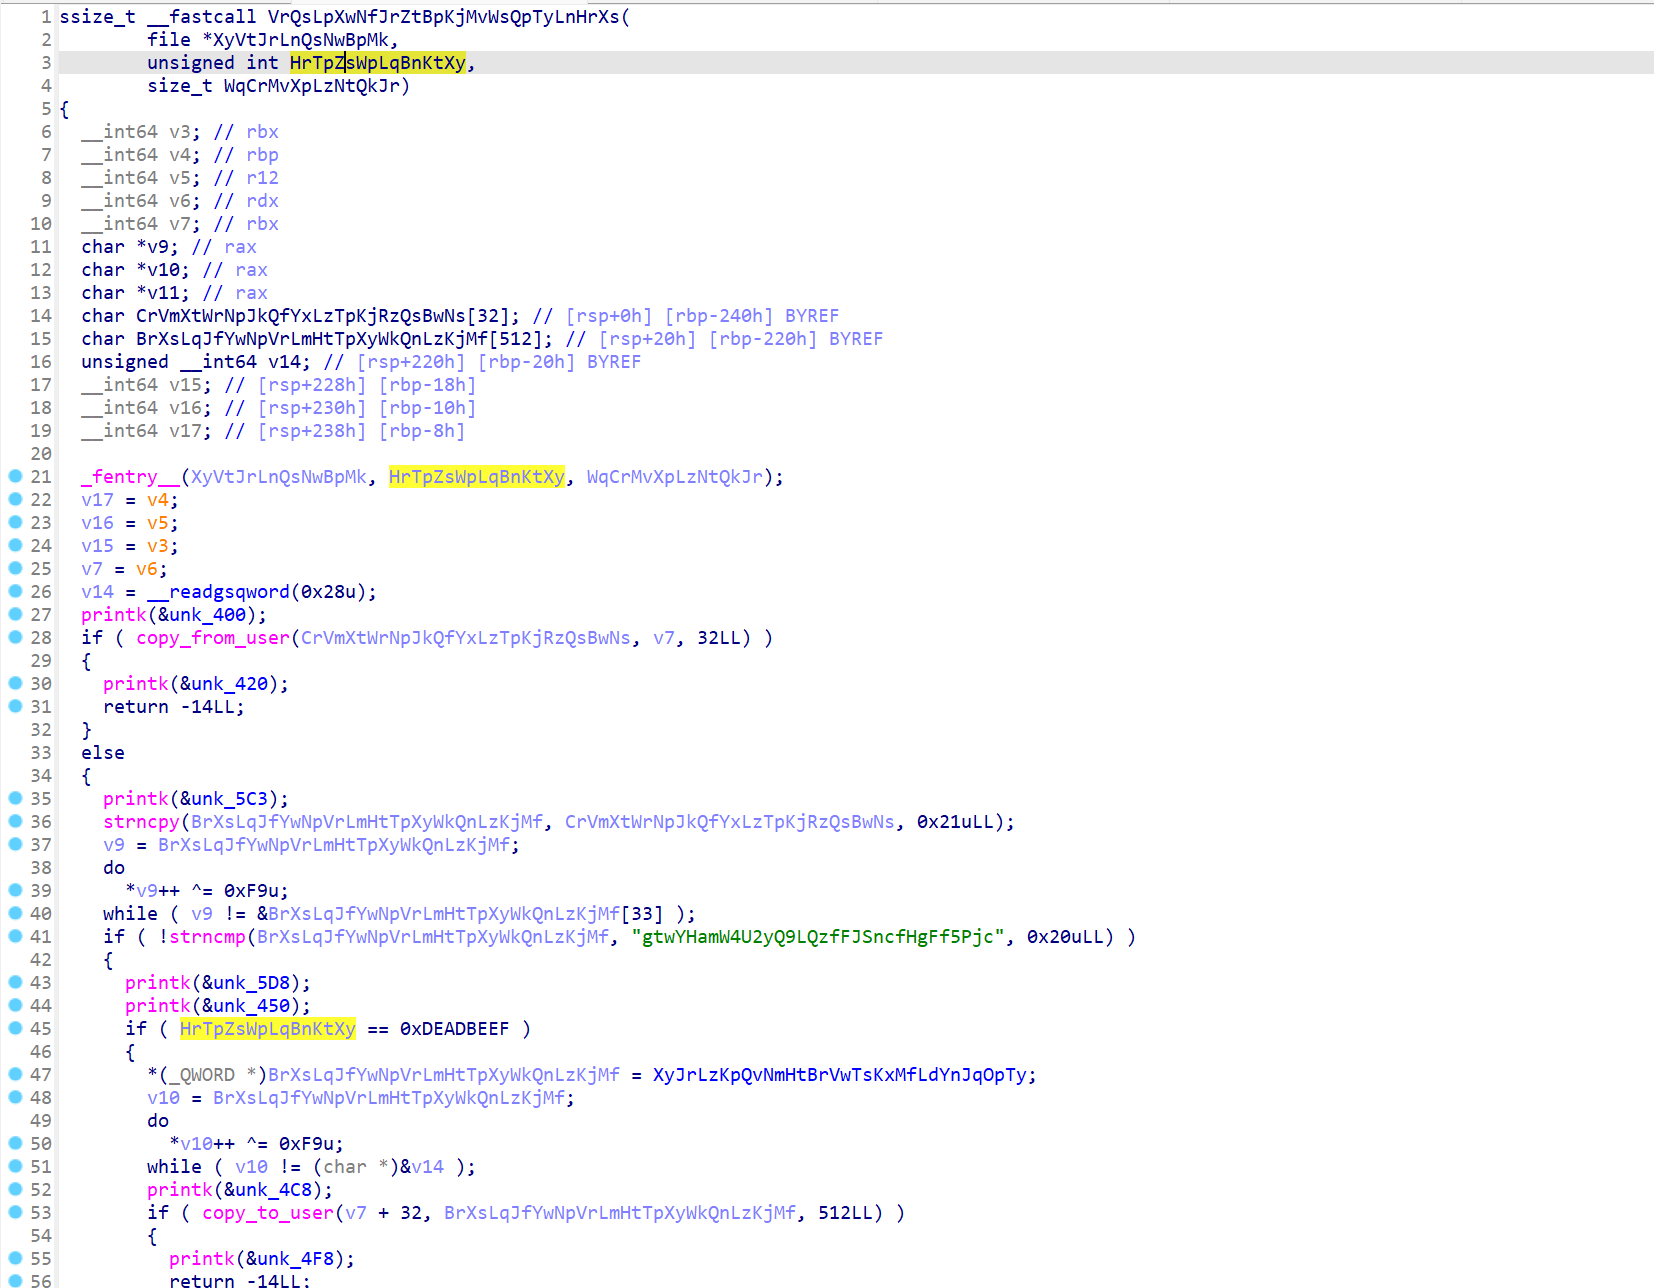 1 ssize_t __fastcall VrQsLpXwNfJrZtBpKjMvWsQpTyLnHrXs(
2 file *XyVtJrLnQsNwBpMk,
3 unsigned int HrTpZsWpLqBnKtXy,
4 size_t WqCrMvXpLzNtQkJr)
5 {
6 __int64 v3; // rbx
7 __int64 v4; // rbp
8 __int64 v5; // r12
9 __int64 v6; // rdx
10 __int64 v7; // rbx
11 char *v9; // rax
12 char *v10; // rax
13 char *v11; // rax
14 char CrVmXtWrNpJkQfYxLzTpKjRzQsBwNs[32]; // [rsp+0h] [rbp-240h] BYREF
15 char BrXsLqJfYwNpVrLmHtTpXyWkQnLzKjMf[512]; // [rsp+20h] [rbp-220h] BYREF
16 unsigned __int64 v14; // [rsp+220h] [rbp-20h] BYREF
17 __int64 v15; // [rsp+228h] [rbp-18h]
18 __int64 v16; // [rsp+230h] [rbp-10h]
19 __int64 v17; // [rsp+238h] [rbp-8h]
20
21 _fentry__(XyVtJrLnQsNwBpMk, HrTpZsWpLqBnKtXy, WqCrMvXpLzNtQkJr);
22 v17 = v4;
23 v16 = v5;
24 v15 = v3;
25 v7 = v6;
26 v14 = __readgsqword(0x28u);
27 printk(&unk_400);
28 if ( copy_from_user(CrVmXtWrNpJkQfYxLzTpKjRzQsBwNs, v7, 32LL) )
29 {
30 printk(&unk_420);
31 return -14LL;
32 }
33 else
34 {
35 printk(&unk_5C3);
36 strncpy(BrXsLqJfYwNpVrLmHtTpXyWkQnLzKjMf, CrVmXtWrNpJkQfYxLzTpKjRzQsBwNs, 0x21uLL);
37 v9 = BrXsLqJfYwNpVrLmHtTpXyWkQnLzKjMf;
38 do
39 *v9++ ^= 0xF9u;
40 while ( v9 != &BrXsLqJfYwNpVrLmHtTpXyWkQnLzKjMf[33] );
41 if ( !strncmp(BrXsLqJfYwNpVrLmHtTpXyWkQnLzKjMf, "gtwYHamW4U2yQ9LQzfFJSncfHgFf5Pjc", 0x20uLL) )
42 {
43 printk(&unk_5D8);
44 printk(&unk_450);
45 if ( HrTpZsWpLqBnKtXy == 0xDEADBEEF )
46 {
47 *(_QWORD *)BrXsLqJfYwNpVrLmHtTpXyWkQnLzKjMf = XyJrLzKpQvNmHtBrVwTsKxMfLdYnJqOpTy;
48 v10 = BrXsLqJfYwNpVrLmHtTpXyWkQnLzKjMf;
49 do
50 *v10++ ^= 0xF9u;
51 while ( v10 != (char *)&v14 );
52 printk(&unk_4C8);
53 if ( copy_to_user(v7 + 32, BrXsLqJfYwNpVrLmHtTpXyWkQnLzKjMf, 512LL) )
54 {
55 printk(&unk_4F8);
56 return -14LL;